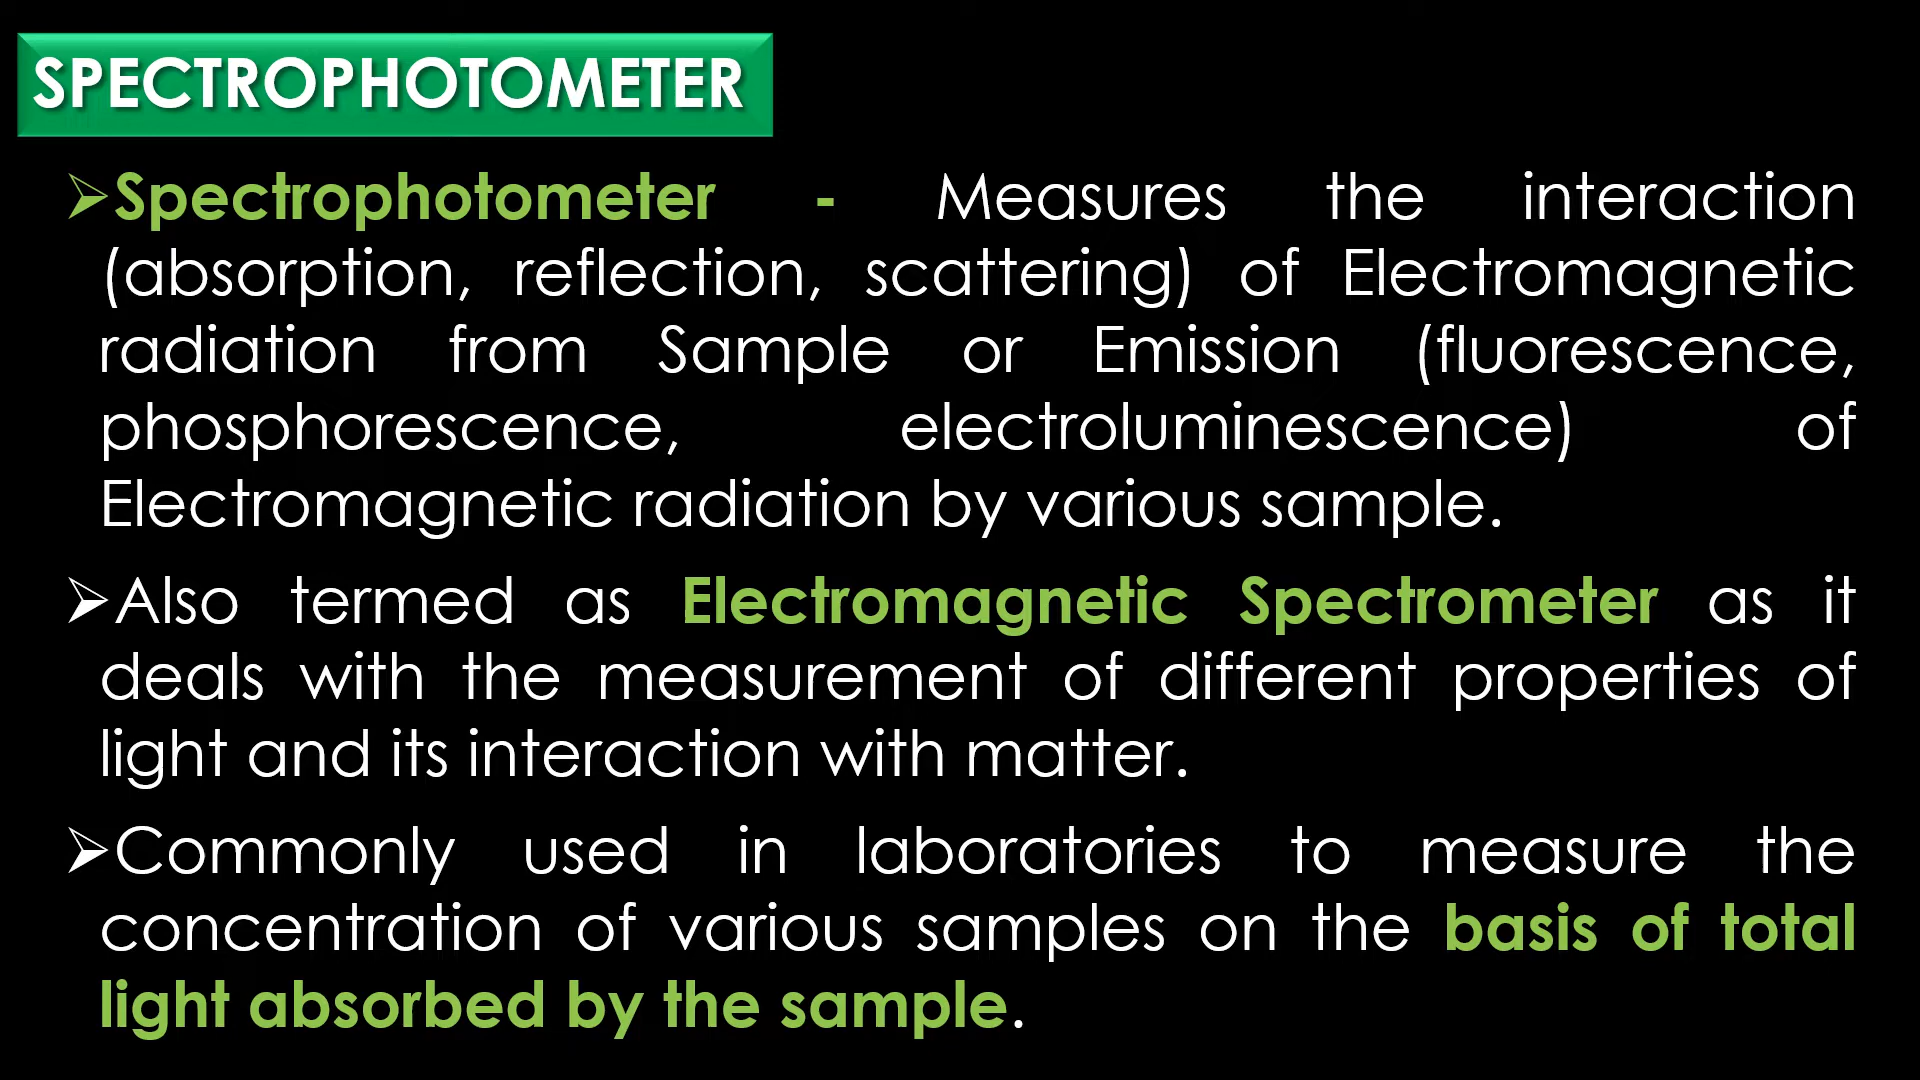 SPECTROPHOTOMETER
➢Spectrophotometer - Measures the interaction
(absorption, reflection, scattering) of Electromagnetic
radiation from Sample or Emission (fluorescence,
phosphorescence, electroluminescence) of
Electromagnetic radiation by various sample.
➢Also termed as Electromagnetic Spectrometer as it
deals with the measurement of different properties of
light and its interaction with matter.
➢Commonly used in laboratories to measure the
concentration of various samples on the basis of total
light absorbed by the sample.